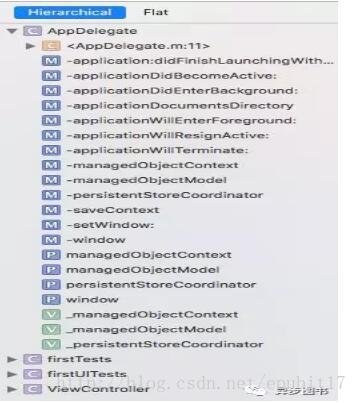 Hierarchical Flat
C AppDelegate
C <AppDelegate.m:11>
M -application:didFinishLaunchingWith...
M -applicationDidBecomeActive:
M -applicationDidEnterBackground:
M -applicationDocumentsDirectory
M -applicationWillEnterForeground:
M -applicationWillResignActive:
M -applicationWillTerminate:
M -managedObjectContext
M -managedObjectModel
M -persistentStoreCoordinator
M -saveContext
M -setWindow:
M -window
P managedObjectContext
P managedObjectModel
P persistentStoreCoordinator
P window
V _managedObjectContext
V _managedObjectModel
V _persistentStoreCoordinator
C firstTests
C firstUITests
C ViewController
http://blog.csdn.net/epubit17
异步图书